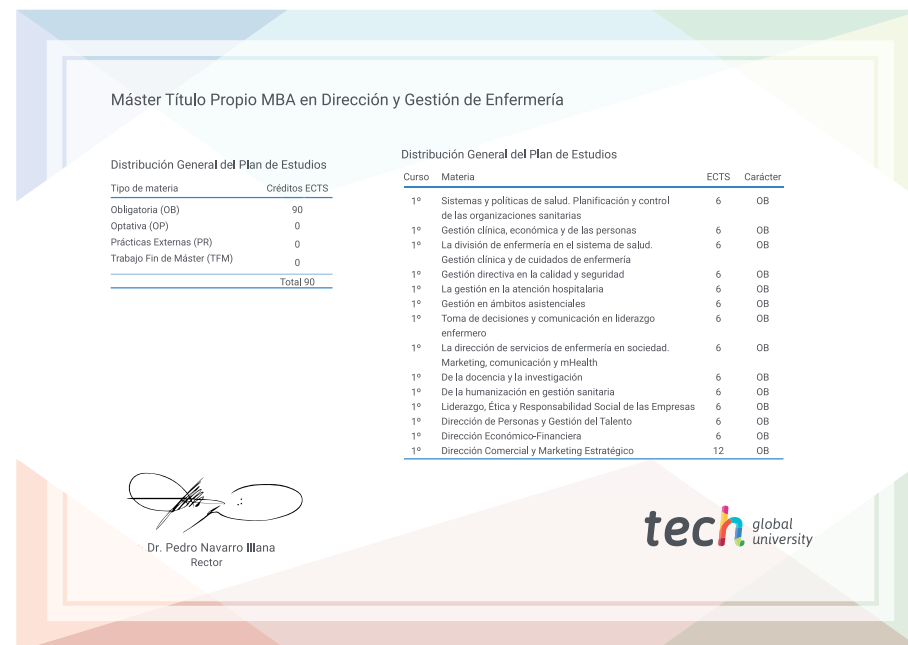 Máster Título Propio MBA en Dirección y Gestión de Enfermería
Distribución General del Plan de Estudios
Tipo de materia Créditos ECTS
Obligatoria (OB) 90
Optativa (OP) 0
Prácticas Externas (PR) 0
Trabajo Fin de Máster (TFM) 0
Total 90
Distribución General del Plan de Estudios
Curso Materia ECTS Carácter
1º Sistemas y políticas de salud. Planificación y control 6 OB
de las organizaciones sanitarias
1º Gestión clínica, económica y de las personas 6 OB
1º La división de enfermería en el sistema de salud. 6 OB
Gestión clínica y de cuidados de enfermería
1º Gestión directiva en la calidad y seguridad 6 OB
1º La gestión en la atención hospitalaria 6 OB
1º Gestión en ámbitos asistenciales 6 OB
1º Toma de decisiones y comunicación en liderazgo 6 OB
enfermero
1º La dirección de servicios de enfermería en sociedad. 6 OB
Marketing, comunicación y mHealth
1º De la docencia y la investigación 6 OB
1º De la humanización en gestión sanitaria 6 OB
1º Liderazgo, Ética y Responsabilidad Social de las Empresas 6 OB
1º Dirección de Personas y Gestión del Talento 6 OB
1º Dirección Económico-Financiera 6 OB
1º Dirección Comercial y Marketing Estratégico 12 OB
Dr. Pedro Navarro Illana
Rector
tech global
university